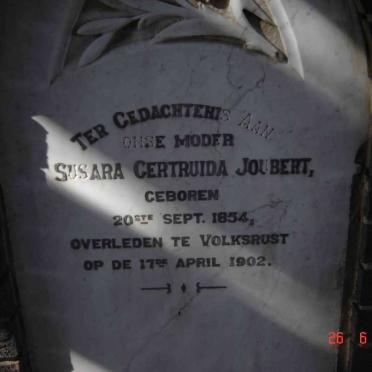 TER GEDACHTENIS AAN
ONSE MODER
SUSARA GERTRUIDA JOUBERT,
GEBOREN
20STE SEPT. 1854,
OVERLEDEN TE VOLKSRUST
OP DE 17DE APRIL 1902.
26 6